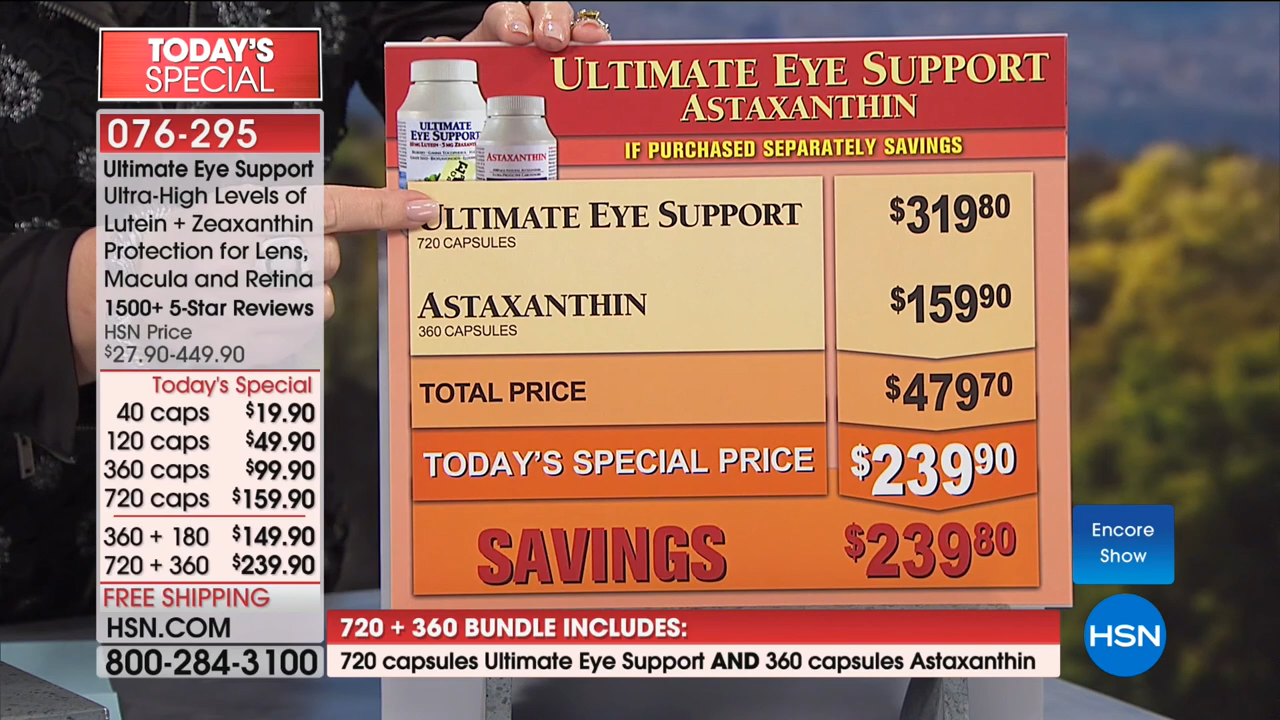 TODAY'S
SPECIAL
076-295
Ultimate Eye Support
Ultra-High Levels of
Lutein + Zeaxanthin
Protection for Lens,
Macula and Retina
1500+ 5-Star Reviews
HSN Price
$27.90-449.90
Today's Special
40 caps $19.90
120 caps $49.90
360 caps $99.90
720 caps $159.90
360 + 180 $149.90
720 + 360 $239.90
FREE SHIPPING
HSN.COM
800-284-3100
ULTIMATE EYE SUPPORT
ASTAXANTHIN
IF PURCHASED SEPARATELY SAVINGS
ULTIMATE
EYE SUPPORT
ASTAXANTHIN
ULTIMATE EYE SUPPORT $319.80
720 CAPSULES
ASTAXANTHIN $159.90
360 CAPSULES
TOTAL PRICE $479.70
TODAY'S SPECIAL PRICE $239.90
SAVINGS $239.80
Encore
Show
HSN
720 + 360 BUNDLE INCLUDES:
720 capsules Ultimate Eye Support AND 360 capsules Astaxanthin